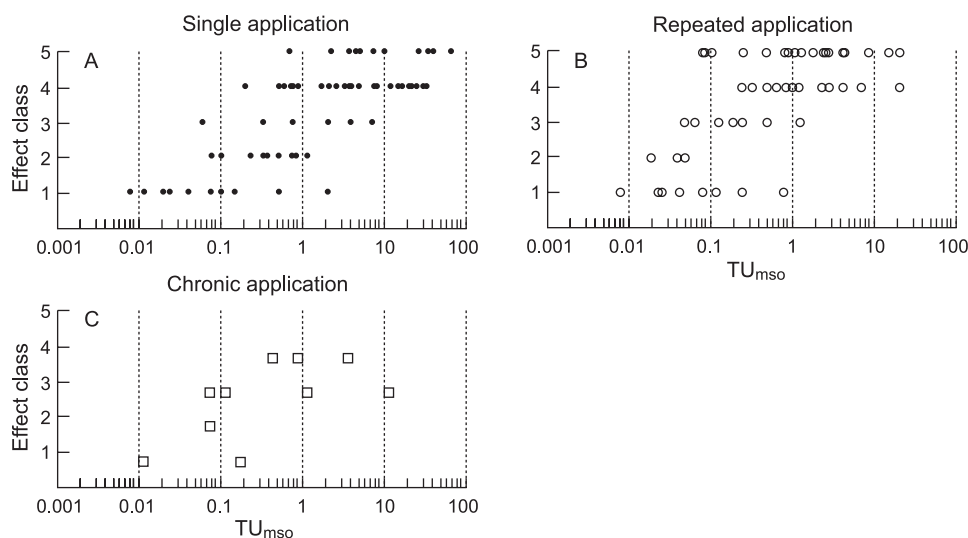 Single application
Repeated application
A
B
Effect class
5
4
3
2
1
5
4
3
2
1
0.001 0.01 0.1 1 10 100
0.001 0.01 0.1 1 10 100
TUmso
Chronic application
C
Effect class
5
4
3
2
1
0.001 0.01 0.1 1 10 100
TUmso